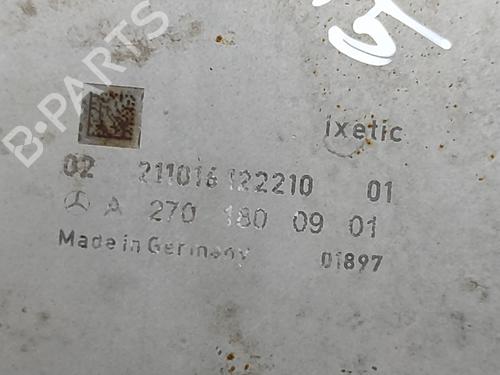 B-PARTS
ixetic
02 211016 122210 01
A 270 180 09 01
Made in Germany 01897